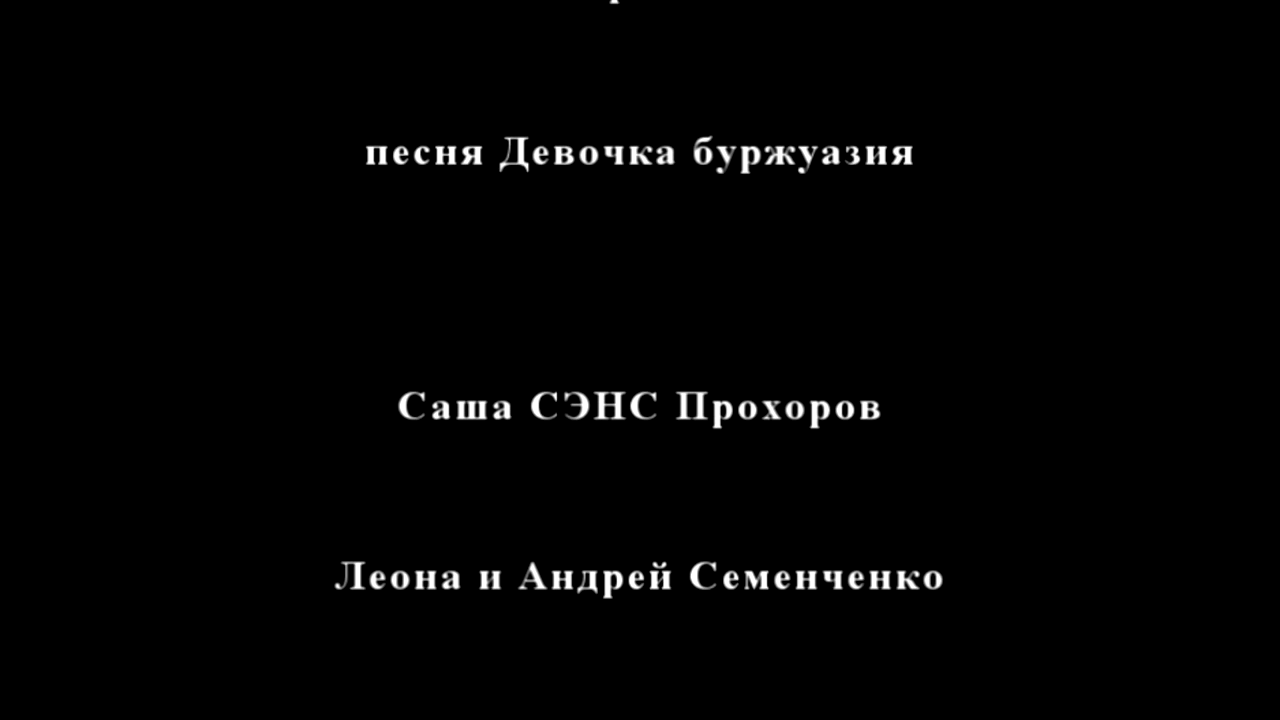 песня Девочка буржуазия
Саша СЭНС Прохоров
Леона и Андрей Семенченко